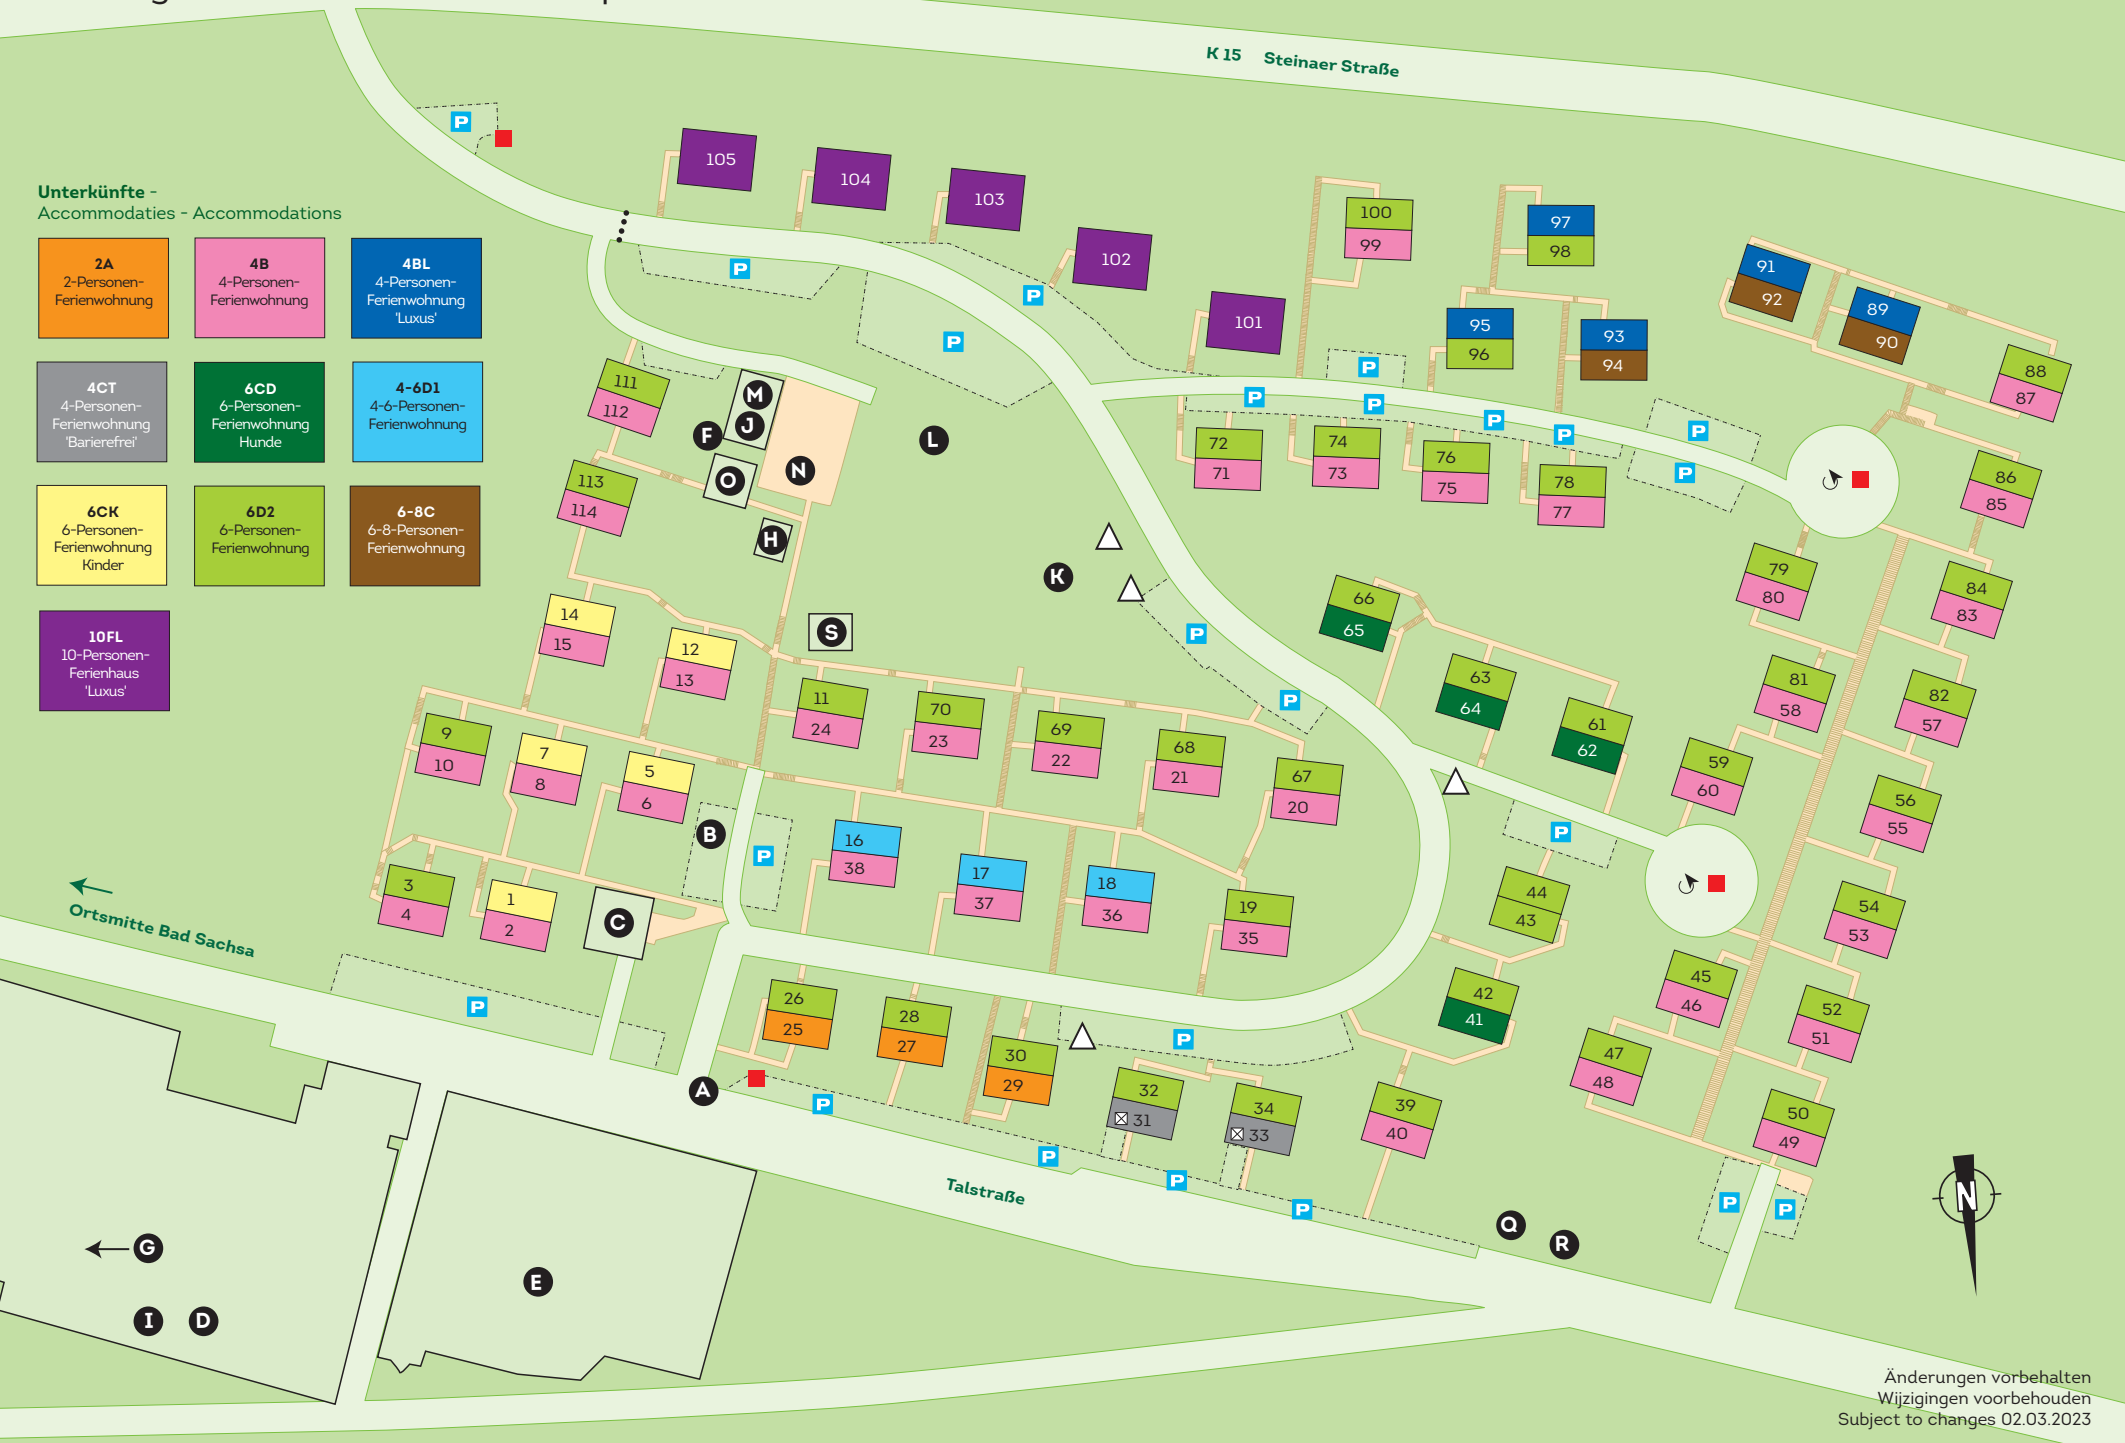 K 15 Steinaer Straße
P
105
104
103
102
101
100
99
97
98
95
96
93
94
91
92
89
90
88
87
86
85
84
83
82
57
56
55
54
53
52
51
50
49
Unterkünfte -
Accommodaties - Accommodations
2A
2-Personen-
Ferienwohnung
4B
4-Personen-
Ferienwohnung
4BL
4-Personen-
Ferienwohnung
'Luxus'
4CT
4-Personen-
Ferienwohnung
'Barierefrei'
6CD
6-Personen-
Ferienwohnung
Hunde
4-6D1
4-6-Personen-
Ferienwohnung
6CK
6-Personen-
Ferienwohnung
Kinder
6D2
6-Personen-
Ferienwohnung
6-8C
6-8-Personen-
Ferienwohnung
10FL
10-Personen-
Ferienhaus
'Luxus'
P
P
P
P
P
P
P
P
P
P
111
112
113
114
M
J
F
O
N
H
L
K
S
72
71
74
73
76
75
78
77
79
80
81
58
59
60
66
65
63
64
61
62
P
P
P
14
15
12
13
11
24
70
23
69
22
68
21
67
20
9
10
7
8
5
6
B
P
16
38
17
37
18
36
19
35
3
4
1
2
C
44
43
42
41
45
46
47
48
39
40
Ortsmitte Bad Sachsa
P
26
25
28
27
30
29
32
31
34
33
P
A
P
P
P
P
P
P
Talstraße
Q
R
G
I
D
E
N
Änderungen vorbehalten
Wijzigingen voorbehouden
Subject to changes 02.03.2023